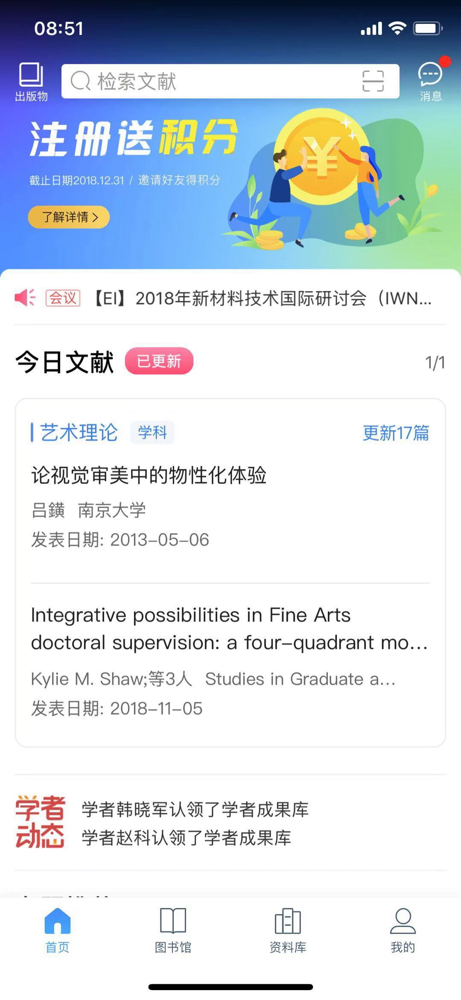 08:51
出版物
检索文献
消息
注册送积分
截止日期2018.12.31 / 邀请好友得积分
了解详情 >
会议 【EI】2018年新材料技术国际研讨会（IWN...
今日文献 已更新 1/1
艺术理论 学科 更新17篇
论视觉审美中的物性化体验
吕鐄 南京大学
发表日期: 2013-05-06
Integrative possibilities in Fine Arts
doctoral supervision: a four-quadrant mo...
Kylie M. Shaw;等3人 Studies in Graduate a...
发表日期: 2018-11-05
学者动态
学者韩晓军认领了学者成果库
学者赵科认领了学者成果库
首页
图书馆
资料库
我的